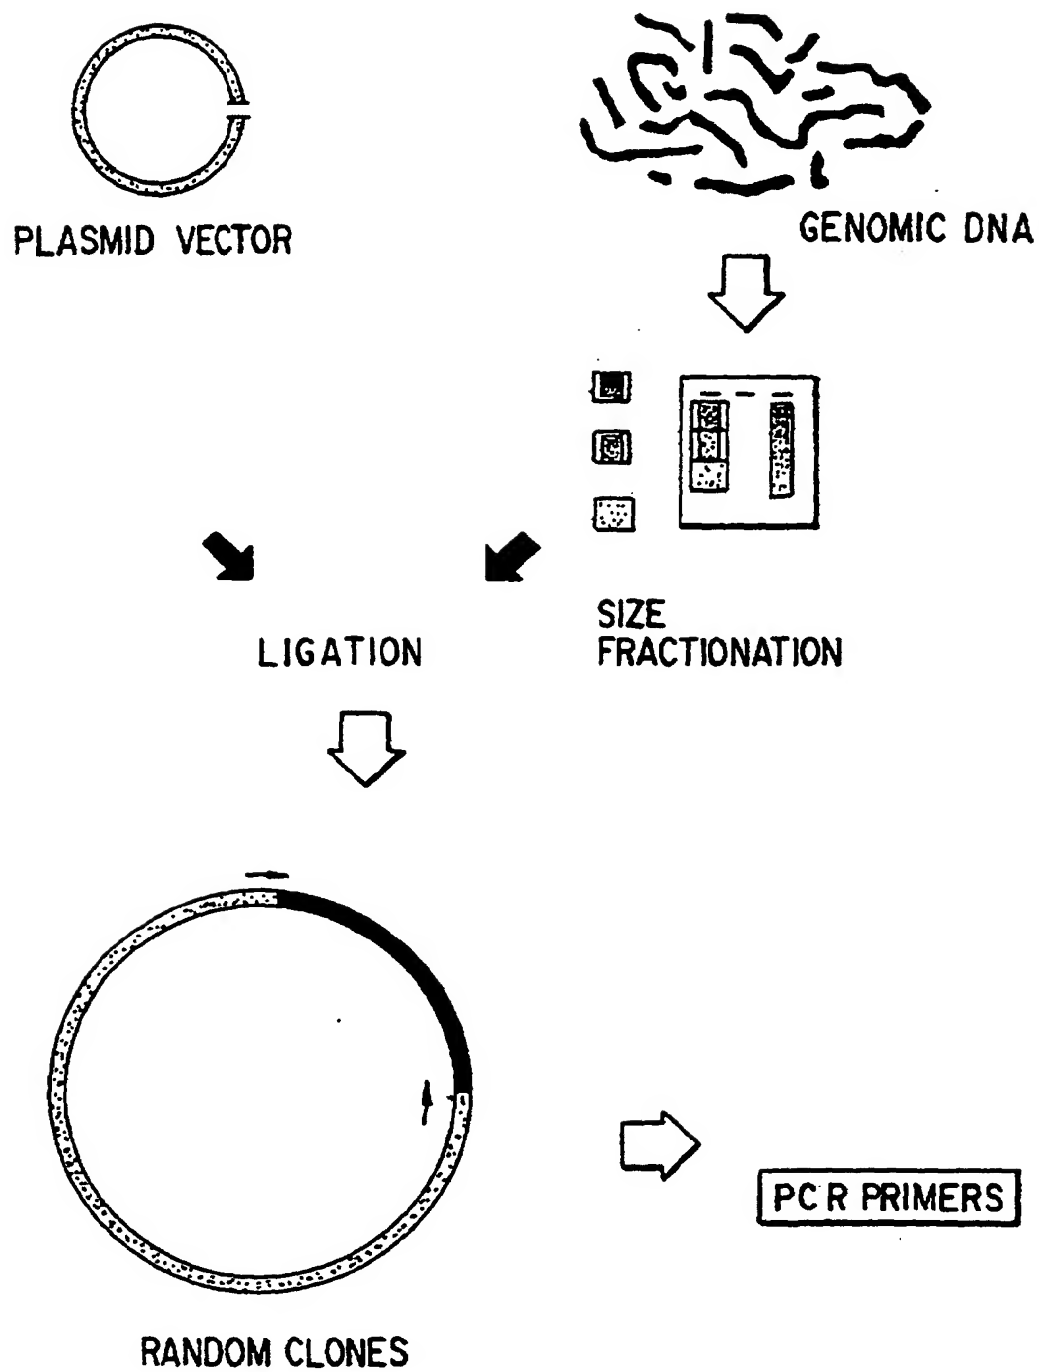 PLASMID VECTOR
GENOMIC DNA
SIZE
FRACTIONATION
LIGATION
PCR PRIMERS
RANDOM CLONES